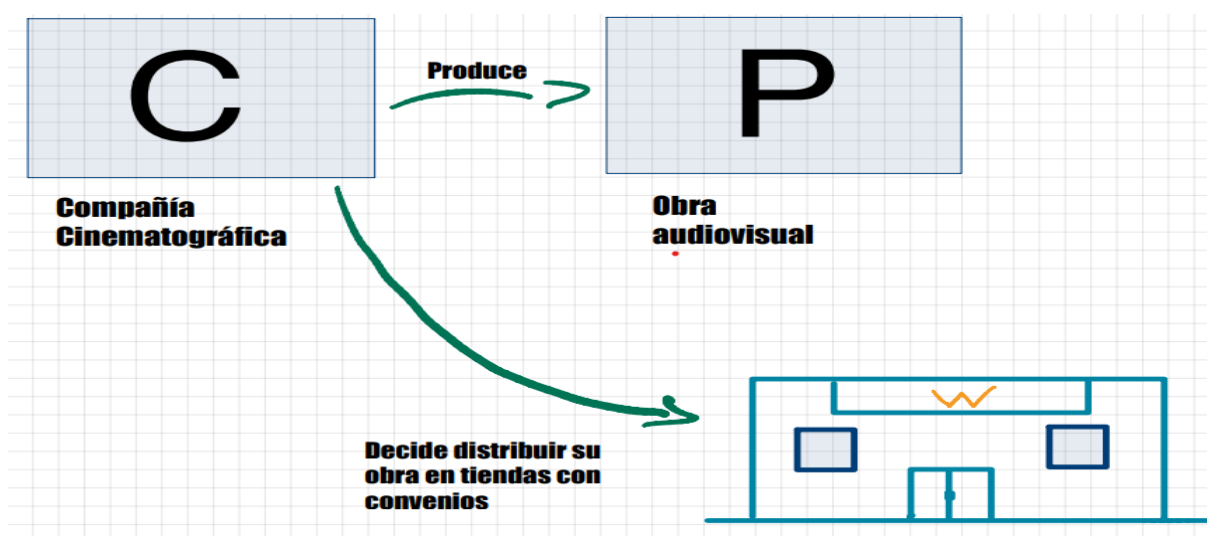 C
Produce
P
Compañía
Cinematográfica
Obra
audiovisual
W
Decide distribuir su
obra en tiendas con
convenios